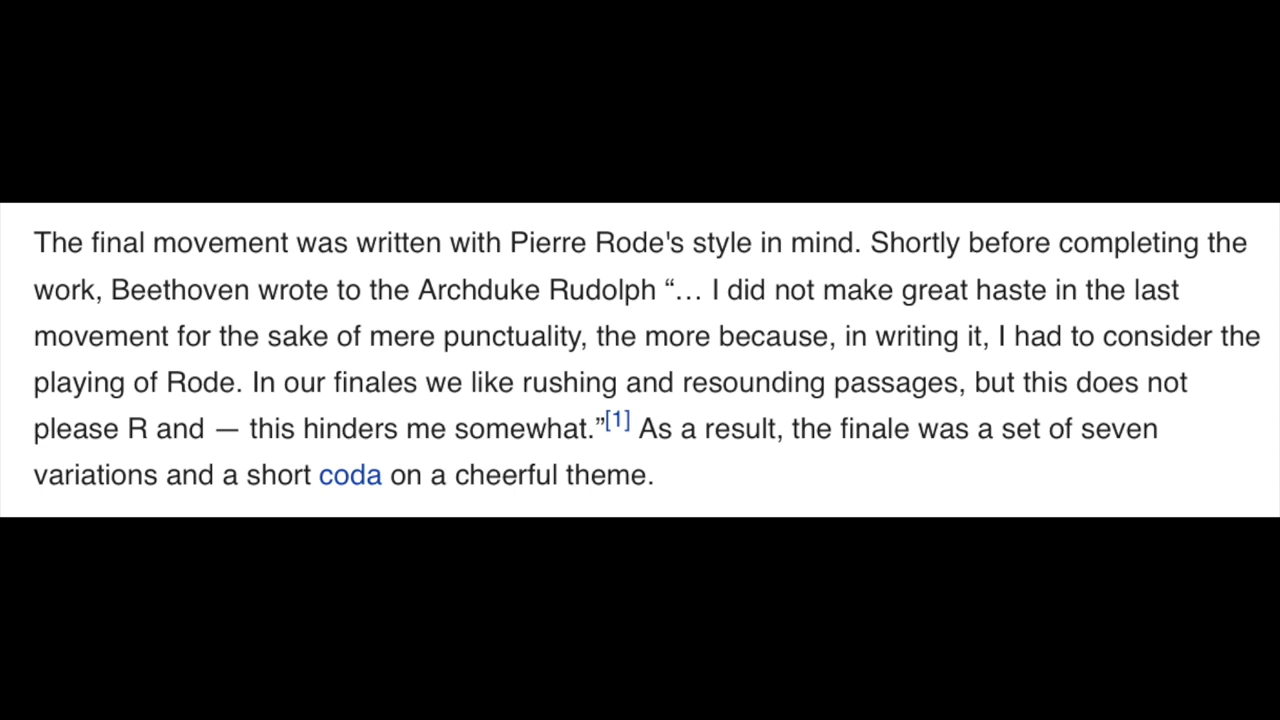 The final movement was written with Pierre Rode's style in mind. Shortly before completing the
work, Beethoven wrote to the Archduke Rudolph “… I did not make great haste in the last
movement for the sake of mere punctuality, the more because, in writing it, I had to consider the
playing of Rode. In our finales we like rushing and resounding passages, but this does not
please R and — this hinders me somewhat.”[1] As a result, the finale was a set of seven
variations and a short coda on a cheerful theme.